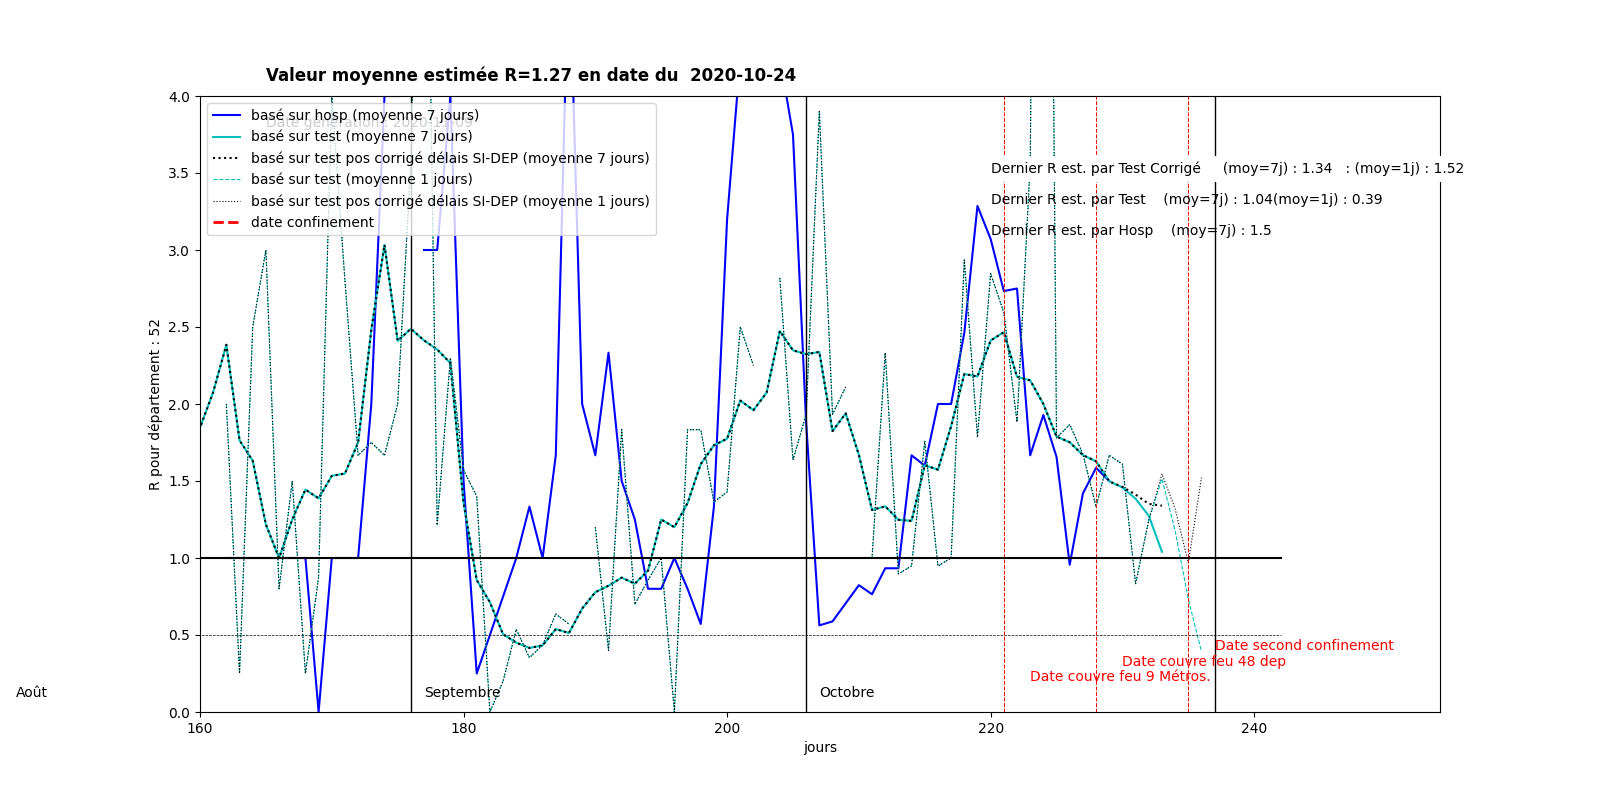 Valeur moyenne estimée R=1.27 en date du  2020-10-24
basé sur hosp (moyenne 7 jours)
basé sur test (moyenne 7 jours)
basé sur test pos corrigé délais SI-DEP (moyenne 7 jours)
basé sur test (moyenne 1 jours)
basé sur test pos corrigé délais SI-DEP (moyenne 1 jours)
date confinement
Dernier R est. par Test Corrigé     (moy=7j) : 1.34   : (moy=1j) : 1.52
Dernier R est. par Test    (moy=7j) : 1.04(moy=1j) : 0.39
Dernier R est. par Hosp    (moy=7j) : 1.5
4.0
3.5
3.0
2.5
2.0
1.5
1.0
0.5
0.0
R pour département : 52
Date second confinement
Date couvre feu 48 dep
Date couvre feu 9 Métros.
Août
Septembre
Octobre
160
180
200
220
240
jours